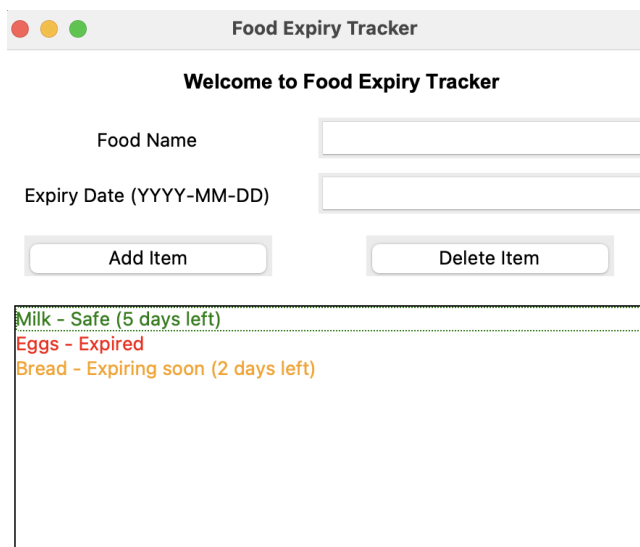 Food Expiry Tracker
Welcome to Food Expiry Tracker
Food Name
Expiry Date (YYYY-MM-DD)
Add Item Delete Item
Milk - Safe (5 days left)
Eggs - Expired
Bread - Expiring soon (2 days left)